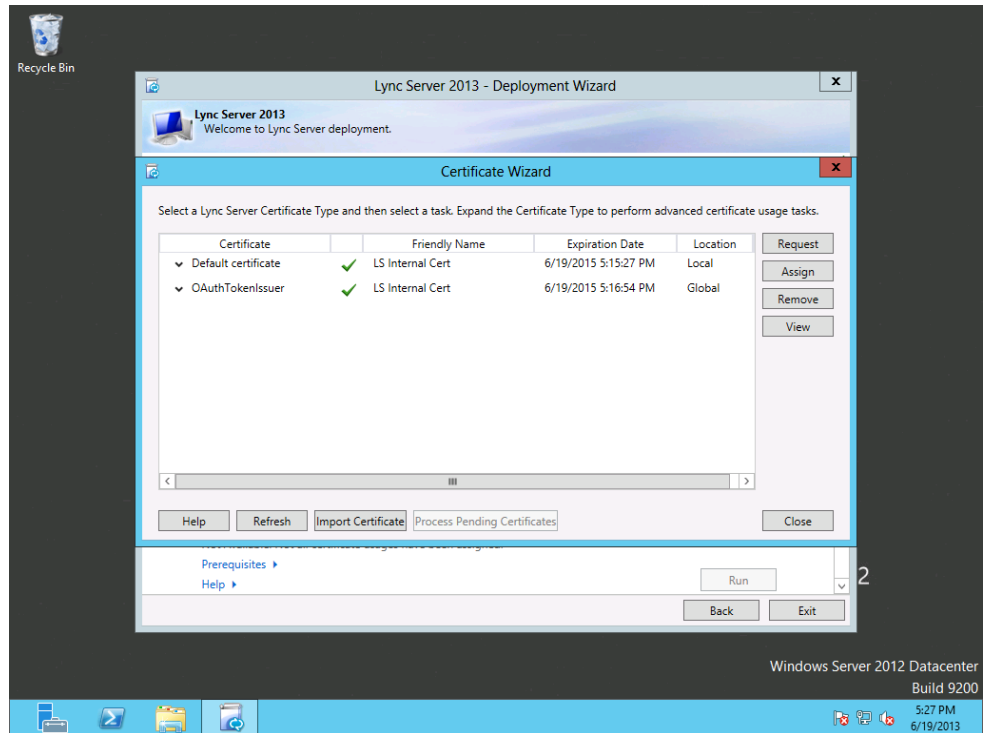 Recycle Bin
Lync Server 2013 - Deployment Wizard
x
Lync Server 2013
Welcome to Lync Server deployment.
Certificate Wizard
x
Select a Lync Server Certificate Type and then select a task. Expand the Certificate Type to perform advanced certificate usage tasks.
Certificate Friendly Name Expiration Date Location
Default certificate LS Internal Cert 6/19/2015 5:15:27 PM Local
OAuthTokenIssuer LS Internal Cert 6/19/2015 5:16:54 PM Global
Request
Assign
Remove
View
Help Refresh Import Certificate Process Pending Certificates Close
Prerequisites
Help
Run
2
Back Exit
Windows Server 2012 Datacenter
Build 9200
5:27 PM
6/19/2013